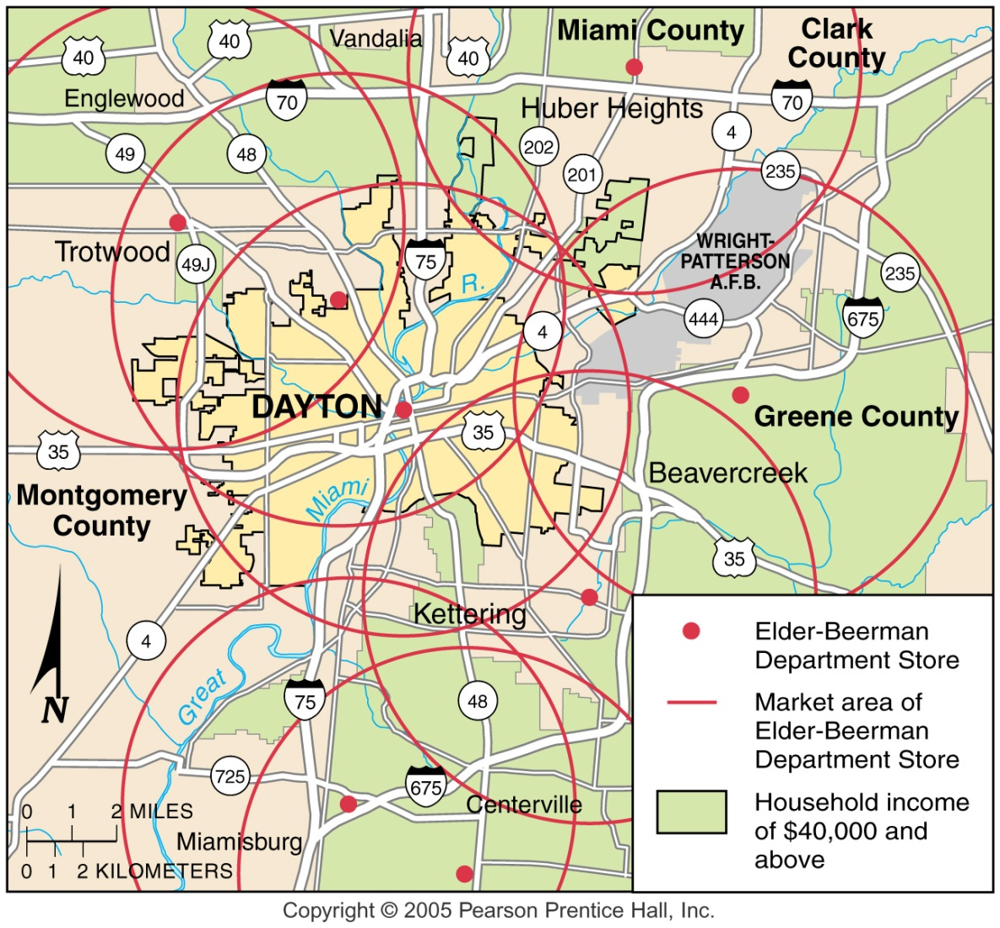 Miami County
Clark
County
Vandalia
40
40
40
Englewood
70
Huber Heights
70
4
49
48
202
201
235
Trotwood
49J
75
R.
WRIGHT-
PATTERSON
A.F.B.
235
444
675
4
DAYTON
35
35
Greene County
Beavercreek
Montgomery
County
Miami
35
Kettering
4
N
Great
75
48
725
675
Centerville
Miamisburg
0 1 2 MILES
0 1 2 KILOMETERS
Elder-Beerman
Department Store
Market area of
Elder-Beerman
Department Store
Household income
of $40,000 and
above
Copyright © 2005 Pearson Prentice Hall, Inc.